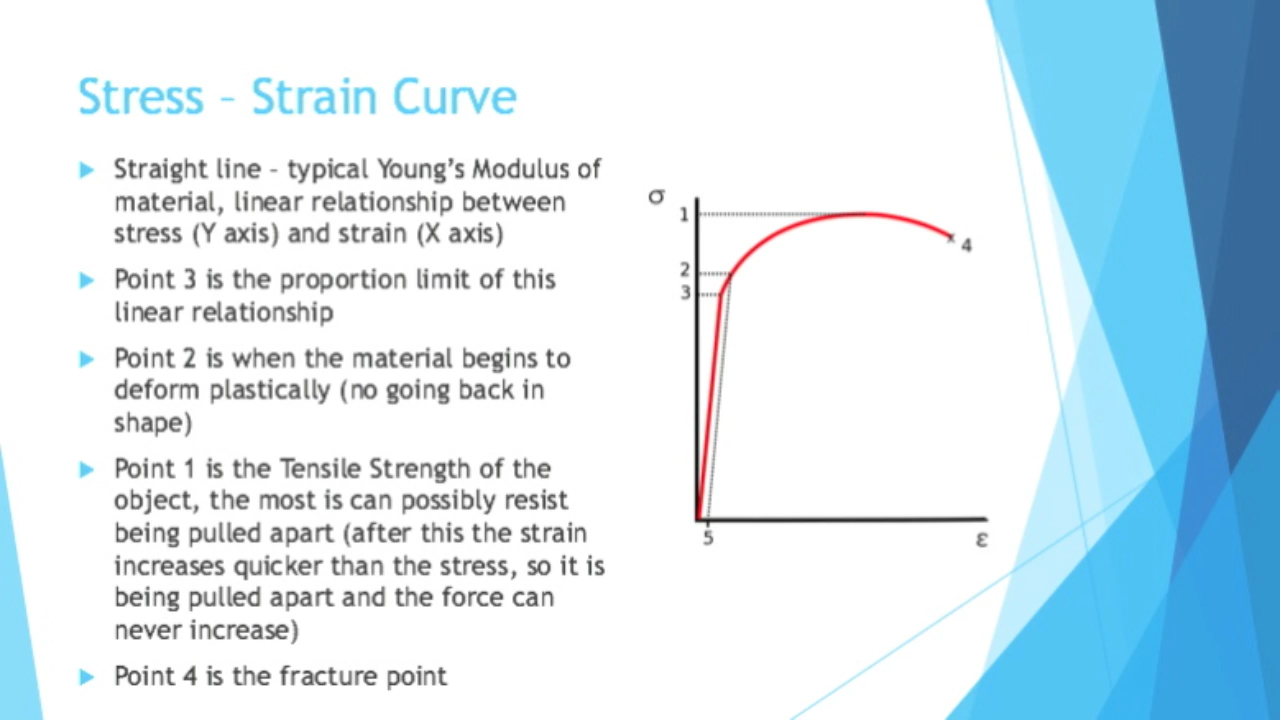 Stress – Strain Curve
Straight line – typical Young's Modulus of
material, linear relationship between
stress (Y axis) and strain (X axis)
Point 3 is the proportion limit of this
linear relationship
Point 2 is when the material begins to
deform plastically (no going back in
shape)
Point 1 is the Tensile Strength of the
object, the most is can possibly resist
being pulled apart (after this the strain
increases quicker than the stress, so it is
being pulled apart and the force can
never increase)
Point 4 is the fracture point
σ
1
4
2
3
5
ε